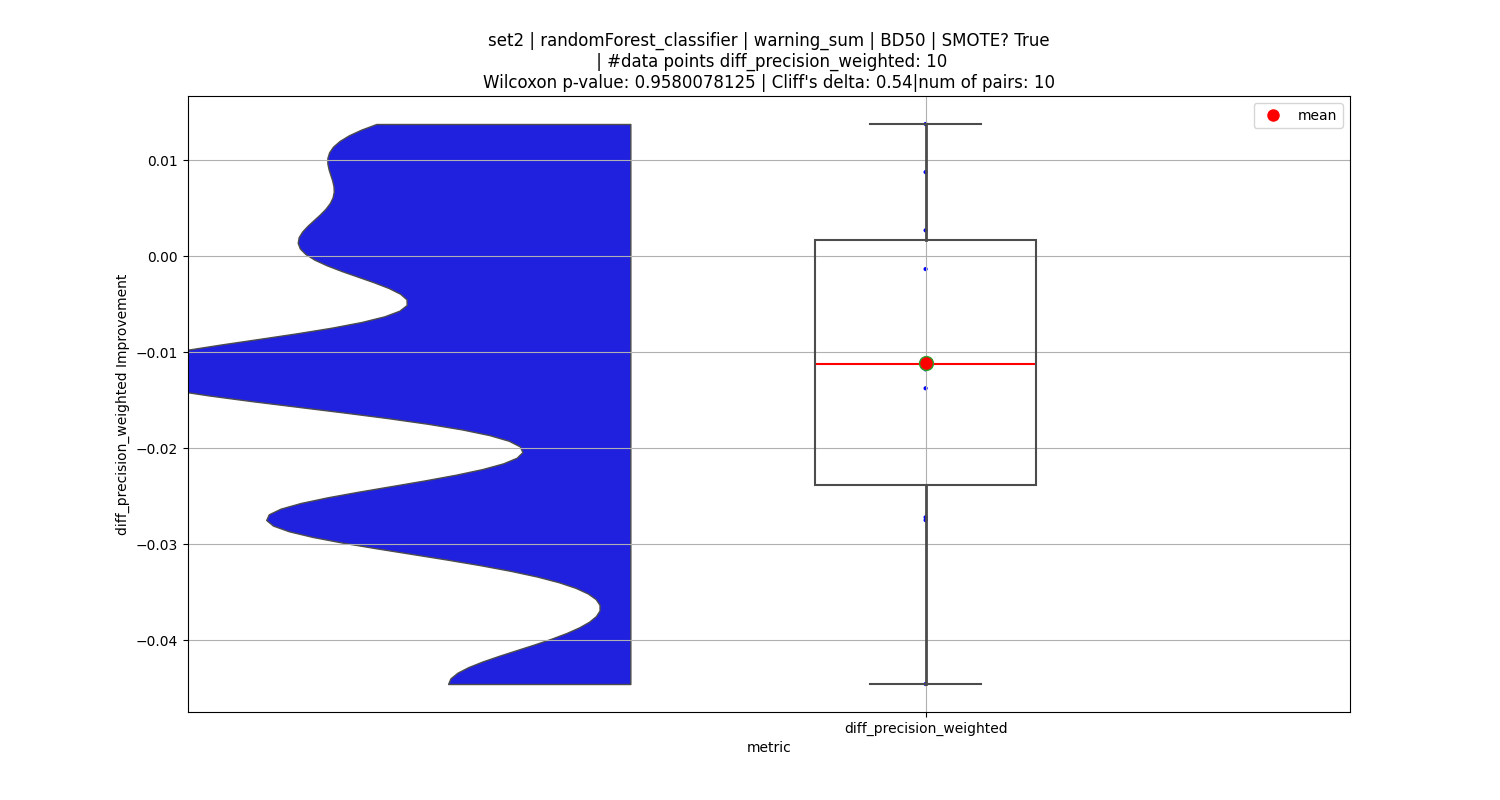 set2 | randomForest_classifier | warning_sum | BD50 | SMOTE? True
| #data points diff_precision_weighted: 10
Wilcoxon p-value: 0.9580078125 | Cliff's delta: 0.54|num of pairs: 10
mean
0.01
0.00
−0.01
−0.02
−0.03
−0.04
diff_precision_weighted Improvement
diff_precision_weighted
metric